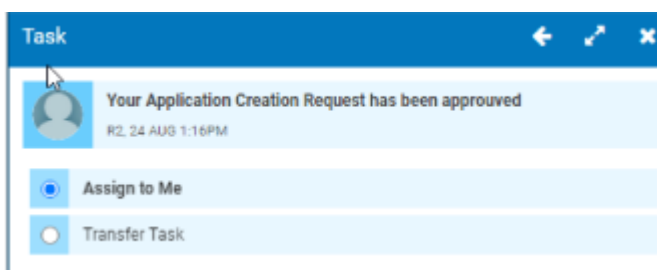 Task
Your Application Creation Request has been approuved
R2, 24 AUG 1:16PM
Assign to Me
Transfer Task